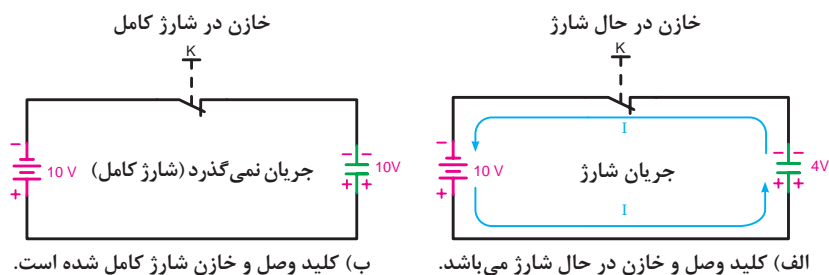 خازن در حال شارژ
K
I
10 V
جریان شارژ
4V
I
الف) کلید وصل و خازن در حال شارژ می‌باشد.
خازن در شارژ کامل
K
10 V
جریان نمی‌گذرد (شارژ کامل)
10V
ب) کلید وصل و خازن شارژ کامل شده است.